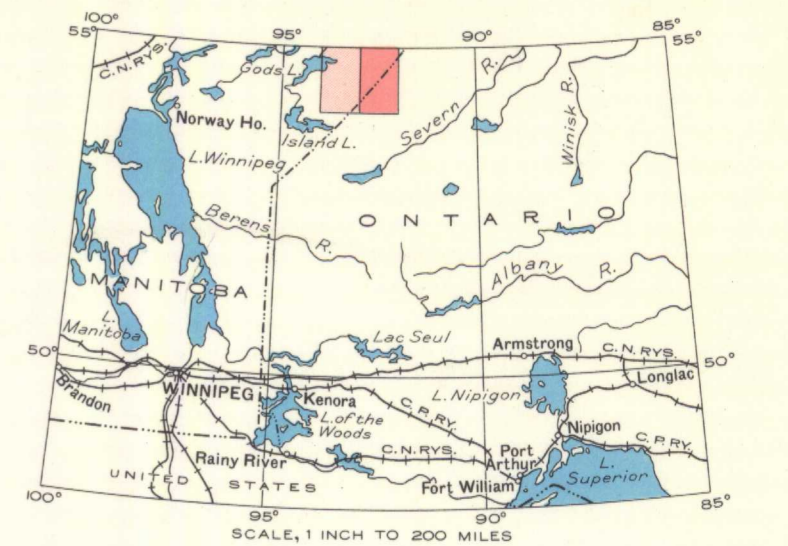 100°
55°
95°
90°
85°
55°
C.N.RYS.
Gods L.
Norway Ho.
Island L.
Severn R.
Winisk R.
L.Winnipeg
Berens R.
ONTARIO
Albany R.
MANITOBA
L.
Manitoba
Lac Seul
Armstrong
C.N.RYS.
50°
50°
Longlac
L.Nipigon
Brandon
WINNIPEG
Kenora
C.P.RY.
L.of the
Woods
Nipigon
C.P.RY.
C.N.RYS.
Rainy River
Port
Arthur
L.
Superior
Fort William
UNITED STATES
100°
95°
90°
85°
SCALE, 1 INCH TO 200 MILES